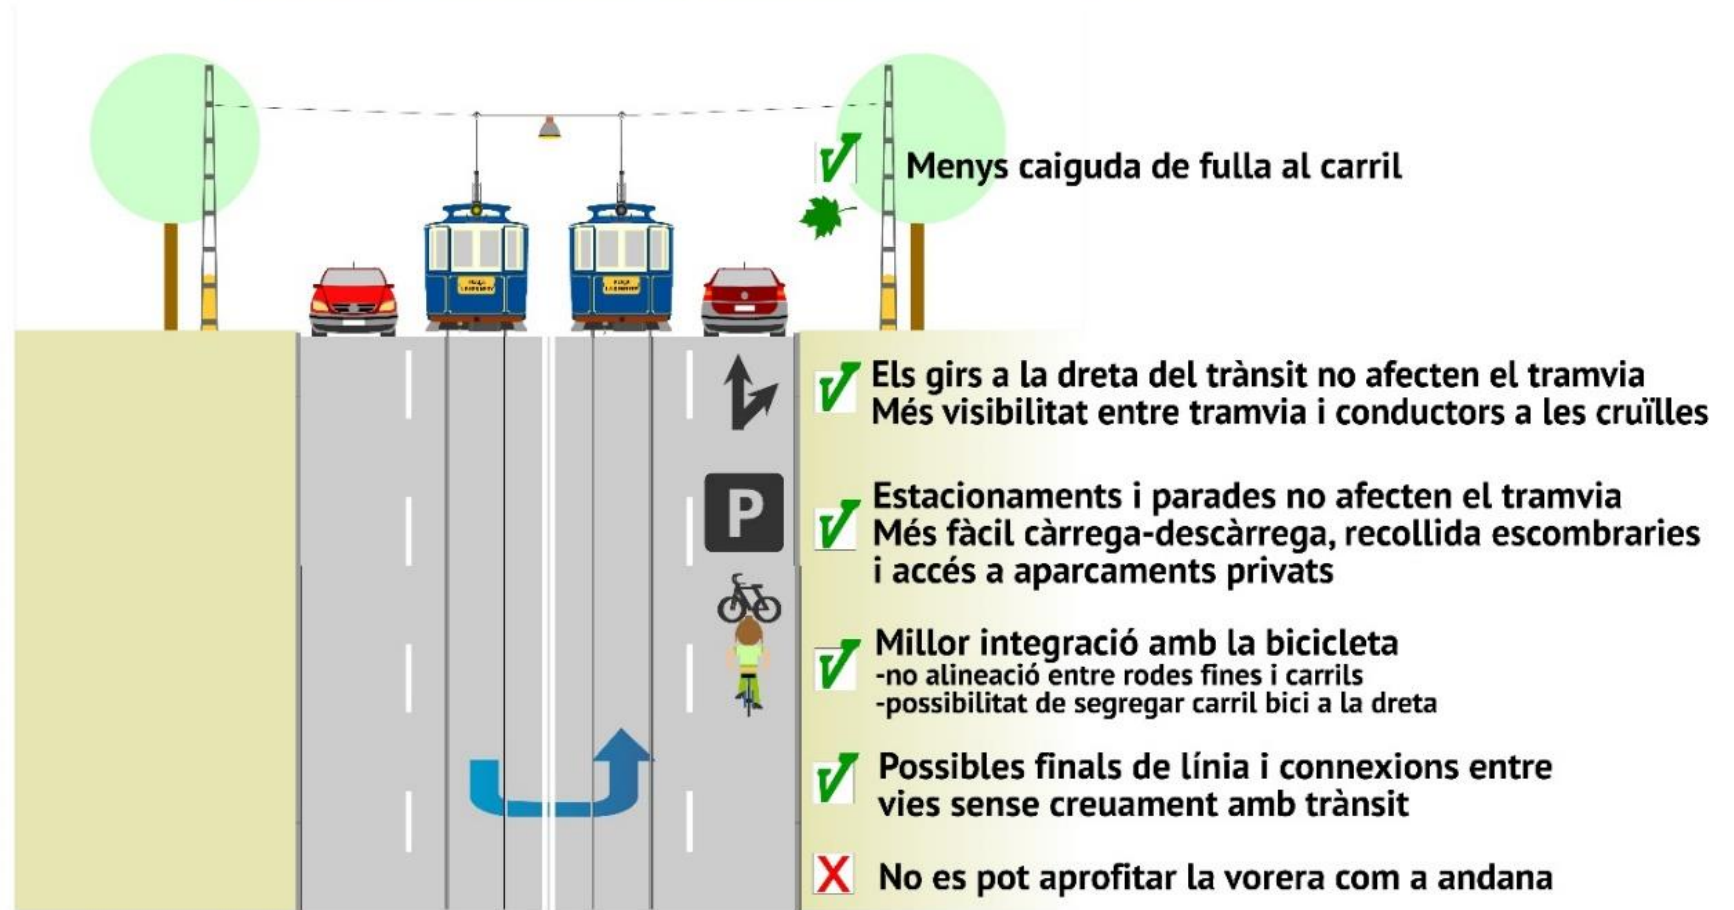 Menys caiguda de fulla al carril
Els girs a la dreta del trànsit no afecten el tramvia
Més visibilitat entre tramvia i conductors a les cruïlles
P
Estacionaments i parades no afecten el tramvia
Més fàcil càrrega-descàrrega, recollida escombraries
i accés a aparcaments privats
Millor integració amb la bicicleta
-no alineació entre rodes fines i carrils
-possibilitat de segregar carril bici a la dreta
Possibles finals de línia i connexions entre
vies sense creuament amb trànsit
No es pot aprofitar la vorera com a andana